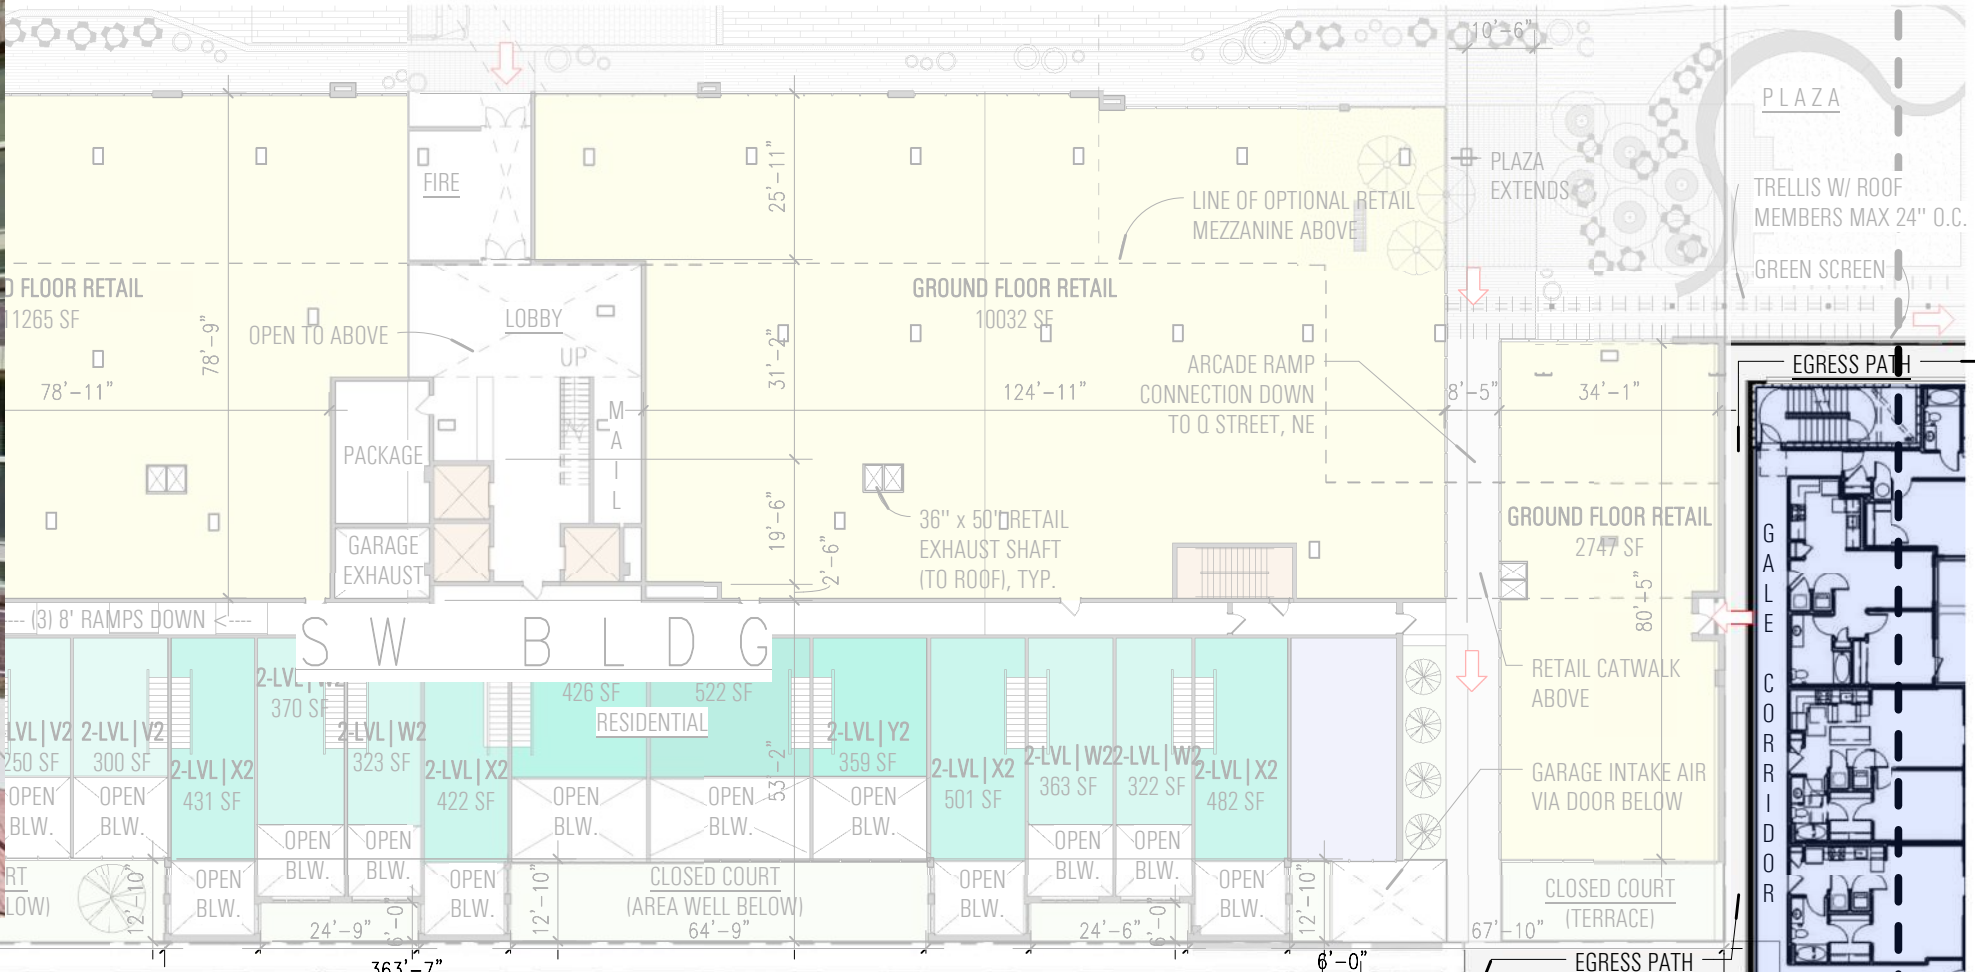 10'-6"
PLAZA
FIRE
25'-11"
PLAZA
EXTENDS
LINE OF OPTIONAL RETAIL
MEZZANINE ABOVE
TRELLIS W/ ROOF
MEMBERS MAX 24" O.C.
GREEN SCREEN
D FLOOR RETAIL
11265 SF
78'-9"
OPEN TO ABOVE
LOBBY
UP
GROUND FLOOR RETAIL
10032 SF
31'-2"
ARCADE RAMP
CONNECTION DOWN
TO Q STREET, NE
EGRESS PATH
78'-11"
124'-11"
8'-5"
34'-1"
MAIL
PACKAGE
GARAGE
EXHAUST
19'-6"
2'-6"
36" x 50" RETAIL
EXHAUST SHAFT
(TO ROOF), TYP.
GROUND FLOOR RETAIL
2747 SF
80'-5"
GALE CORRIDOR
(3) 8' RAMPS DOWN <----
SW BLDG
RETAIL CATWALK
ABOVE
GARAGE INTAKE AIR
VIA DOOR BELOW
LVL|V2
250 SF
2-LVL|V2
300 SF
2-LVL|X2
431 SF
370 SF
2-LVL|W2
323 SF
2-LVL|X2
422 SF
426 SF
522 SF
RESIDENTIAL
2-LVL|Y2
359 SF
2-LVL|X2
501 SF
2-LVL|W2
363 SF
2-LVL|W2
322 SF
2-LVL|X2
482 SF
53'-2"
OPEN
BLW.
OPEN
BLW.
OPEN
BLW.
OPEN
BLW.
OPEN
BLW.
OPEN
BLW.
OPEN
BLW.
OPEN
BLW.
OPEN
BLW.
OPEN
BLW.
OPEN
BLW.
OPEN
BLW.
OPEN
BLW.
RT
LOW)
12'-10"
24'-9"
12'-10"
CLOSED COURT
(AREA WELL BELOW)
64'-9"
24'-6"
12'-10"
67'-10"
CLOSED COURT
(TERRACE)
363'-7"
6'-0"
EGRESS PATH